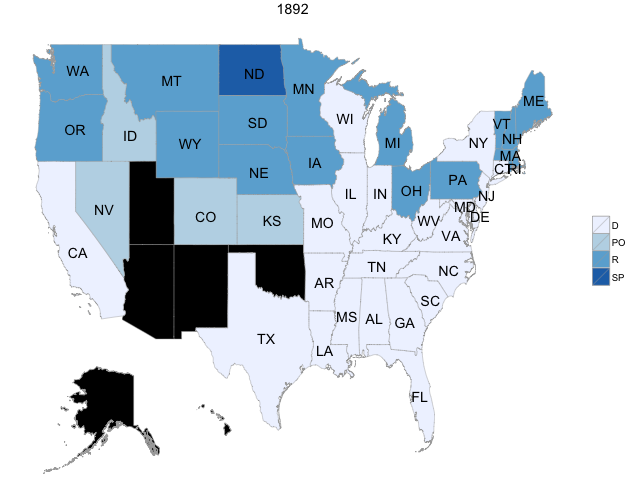 1892
WA
MT
ND
MN
ME
OR
ID
WY
SD
WI
MI
VT
NH
NY
MA
CT RI
NV
CO
NE
KS
IA
IL
IN
OH
PA
NJ
MD
DE
WV
VA
CA
MO
KY
TN
NC
AR
SC
TX
LA
MS
AL
GA
FL
D
PO
R
SP